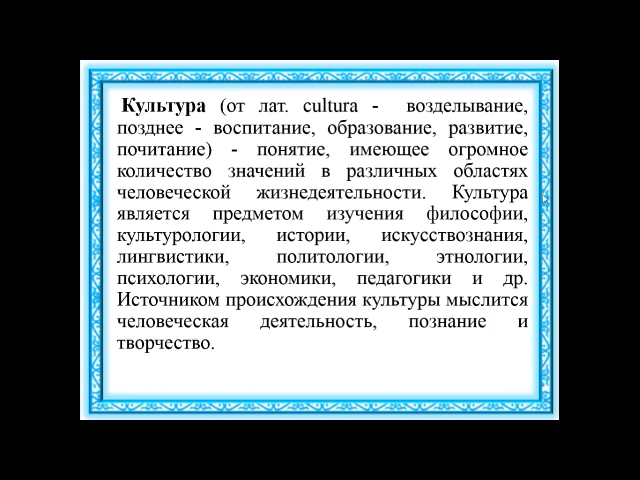 Культура (от лат. cultura - возделывание,
позднее - воспитание, образование, развитие,
почитание) - понятие, имеющее огромное
количество значений в различных областях
человеческой жизнедеятельности. Культура
является предметом изучения философии,
культурологии, истории, искусствознания,
лингвистики, политологии, этнологии,
психологии, экономики, педагогики и др.
Источником происхождения культуры мыслится
человеческая деятельность, познание и
творчество.